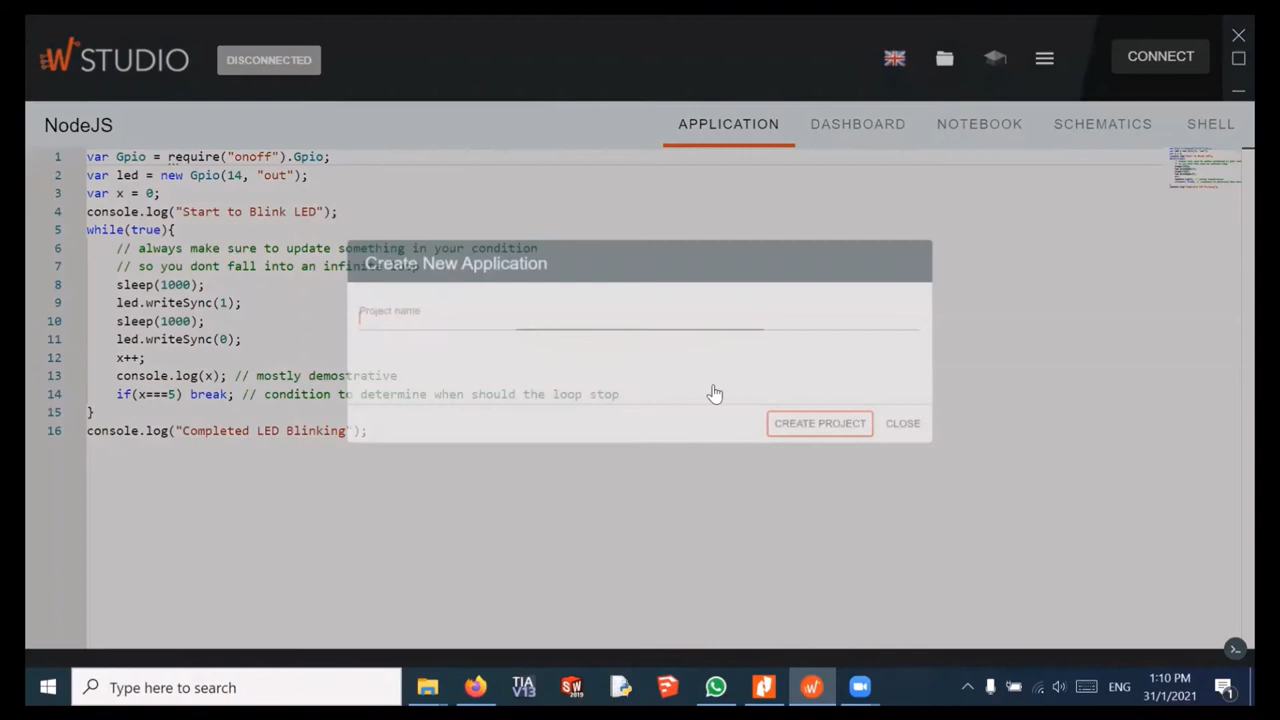 W STUDIO
DISCONNECTED
CONNECT
NodeJS
APPLICATION
DASHBOARD
NOTEBOOK
SCHEMATICS
SHELL
1 var Gpio = require("onoff").Gpio;
2 var led = new Gpio(14, "out");
3 var x = 0;
4 console.log("Start to Blink LED");
5 while(true){
6 // always make sure to update something in your condition
7 // so you dont fall into an infinite
8 sleep(1000);
9 led.writeSync(1);
10 sleep(1000);
11 led.writeSync(0);
12 x++;
13 console.log(x); // mostly demostrative
14 if(x===5) break; // condition to determine when should the loop stop
15 }
16 console.log("Completed LED Blinking");
Create New Application
Project name
CREATE PROJECT
CLOSE
Type here to search
TIA
V13
SW
2019
ENG
1:10 PM
31/1/2021
1